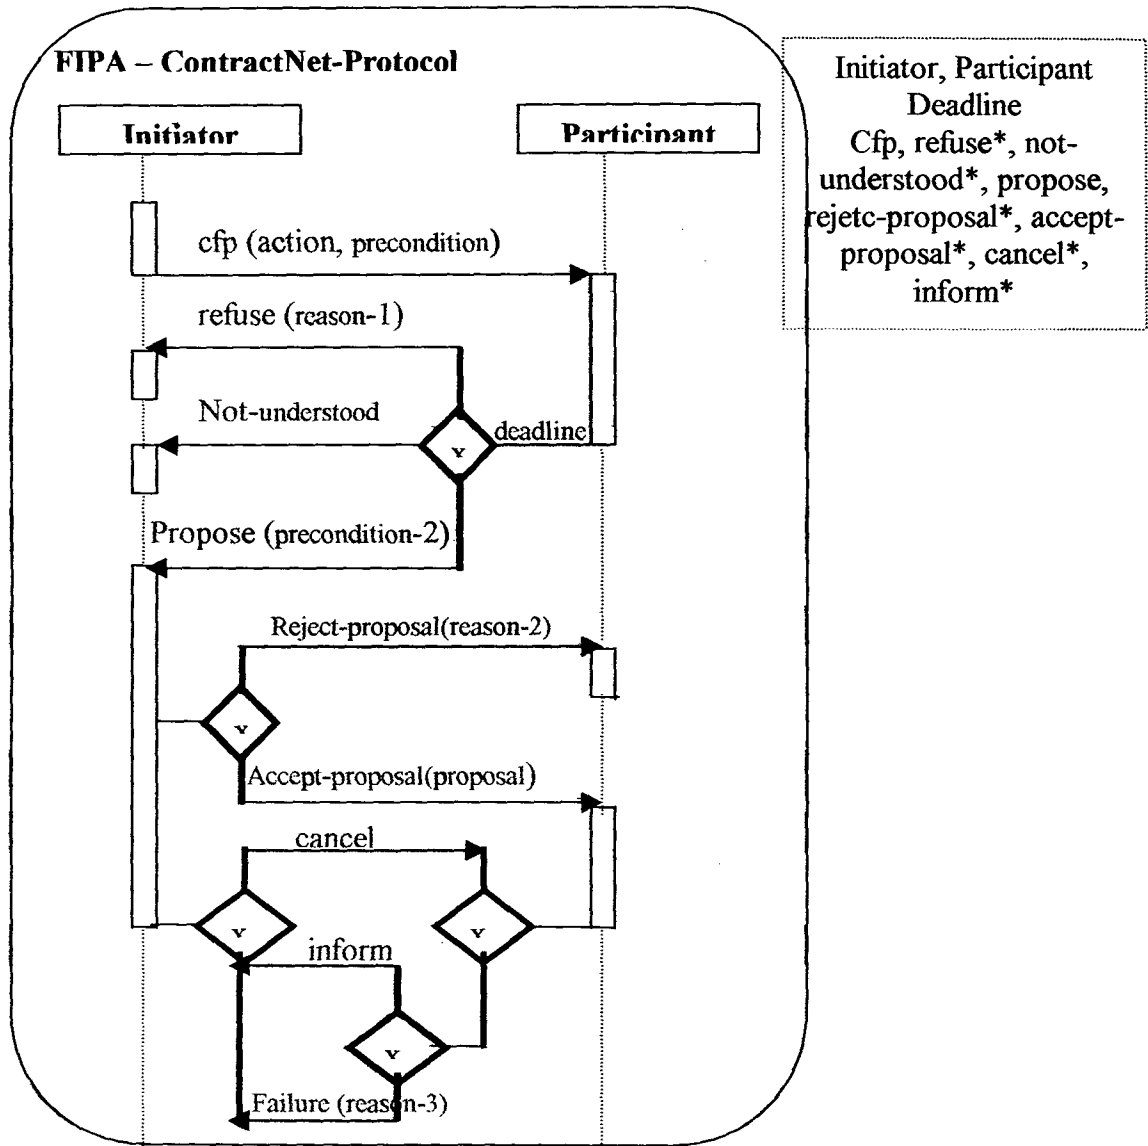 FIPA – ContractNet-Protocol
Initiator, Participant
Deadline
Cfp, refuse*, not-
understood*, propose,
rejetc-proposal*, accept-
proposal*, cancel*,
inform*
Initiator
Participant
cfp (action, precondition)
refuse (reason-1)
Not-understood
deadline
v
Propose (precondition-2)
Reject-proposal(reason-2)
v
Accept-proposal(proposal)
cancel
v
v
inform
v
Failure (reason-3)